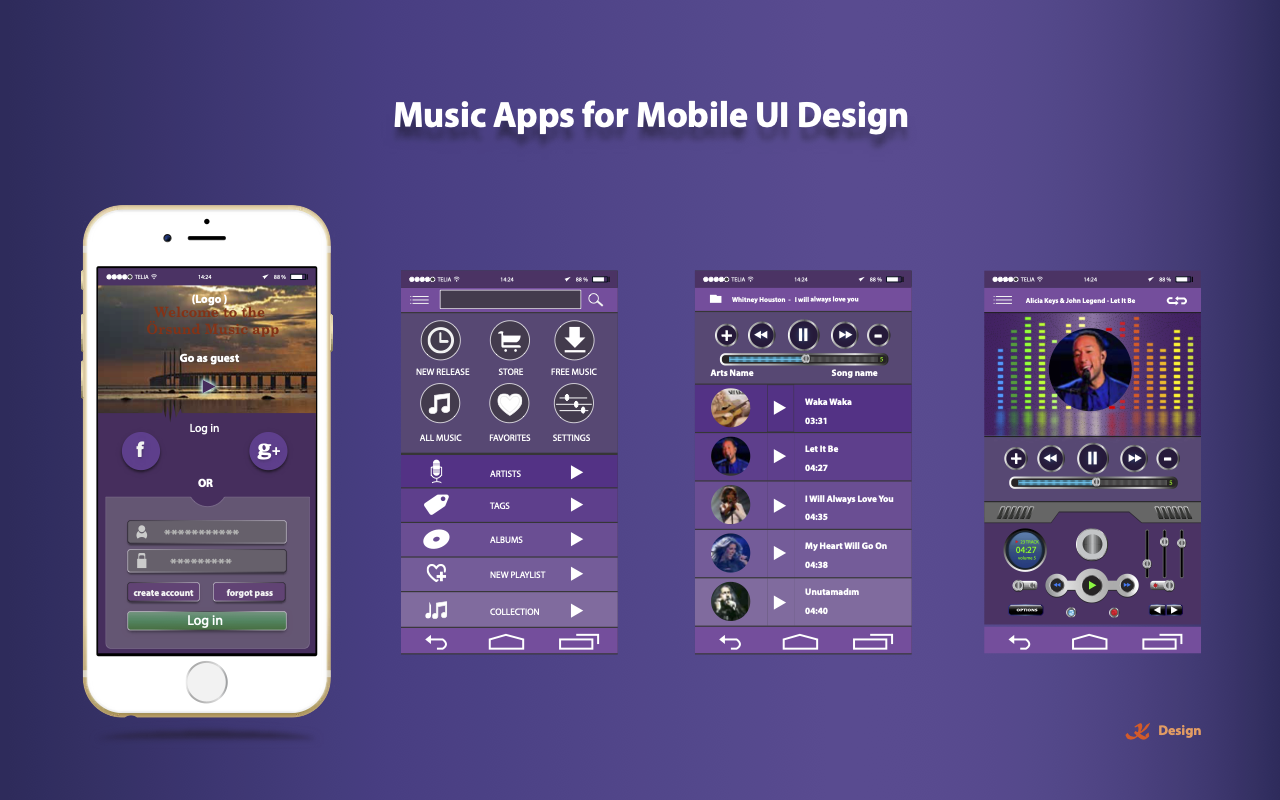 Music Apps for Mobile UI Design
TELIA 14:24 88 %
(Logo )
Welcome to the
Music app
Go as guest
Log in
f g+
OR
***********
*********
create account forgot pass
Log in
TELIA 14:24 88 %
NEW RELEASE STORE FREE MUSIC
ALL MUSIC FAVORITES SETTINGS
ARTISTS
TAGS
ALBUMS
NEW PLAYLIST
COLLECTION
TELIA 14:24 88 %
Whitney Houston - I will always love you
5
Arts Name Song name
Waka Waka
03:31
Let It Be
04:27
I Will Always Love You
04:35
My Heart Will Go On
04:38
Unutamadım
04:40
TELIA 14:24 88 %
Alicia Keys & John Legend - Let It Be
5
TRACK
04:27
volume 5
OPTIONS
Design